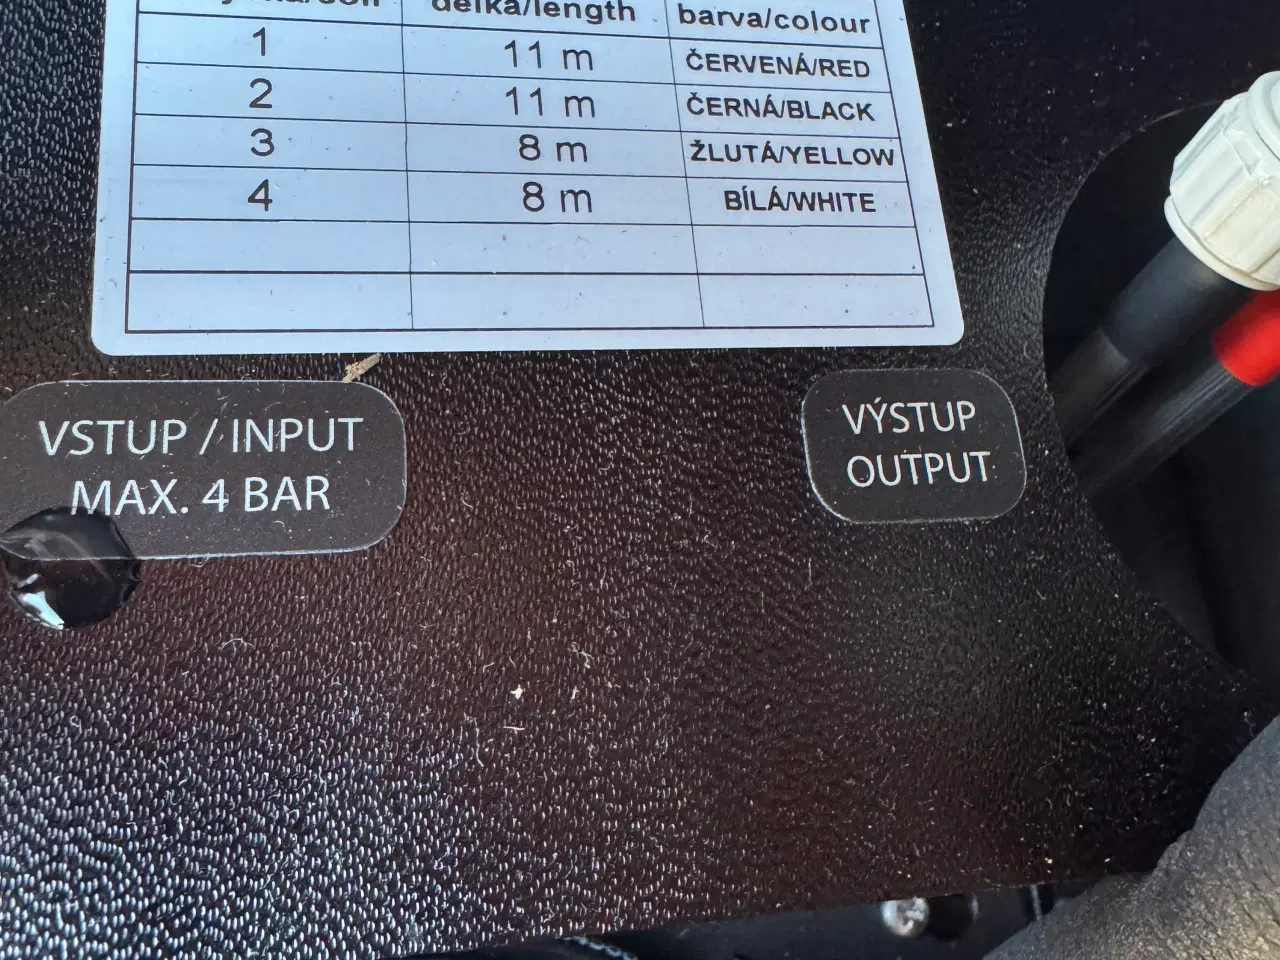 délka/length barva/colour
1 11 m ČERVENÁ/RED
2 11 m ČERNÁ/BLACK
3 8 m ŽLUTÁ/YELLOW
4 8 m BÍLÁ/WHITE
VSTUP / INPUT
MAX. 4 BAR
VÝSTUP
OUTPUT